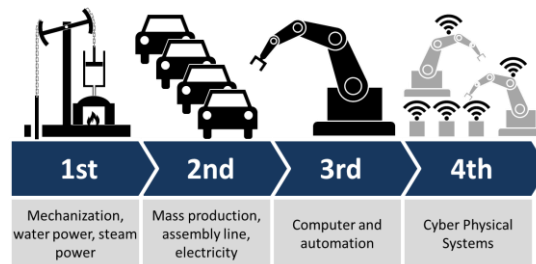 1st
2nd
3rd
4th
Mechanization,
water power, steam
power
Mass production,
assembly line,
electricity
Computer and
automation
Cyber Physical
Systems